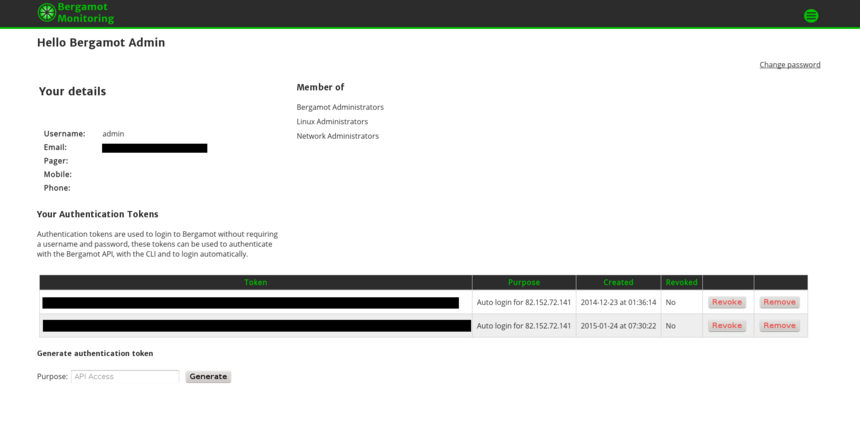 Bergamot
Monitoring
Hello Bergamot Admin
Change password
Your details
Username: admin
Email:
Pager:
Mobile:
Phone:
Member of
Bergamot Administrators
Linux Administrators
Network Administrators
Your Authentication Tokens
Authentication tokens are used to login to Bergamot without requiring
a username and password, these tokens can be used to authenticate
with the Bergamot API, with the CLI and to login automatically.
Token Purpose Created Revoked
Auto login for 82.152.72.141 2014-12-23 at 01:36:14 No Revoke Remove
Auto login for 82.152.72.141 2015-01-24 at 07:30:22 No Revoke Remove
Generate authentication token
Purpose: API Access Generate